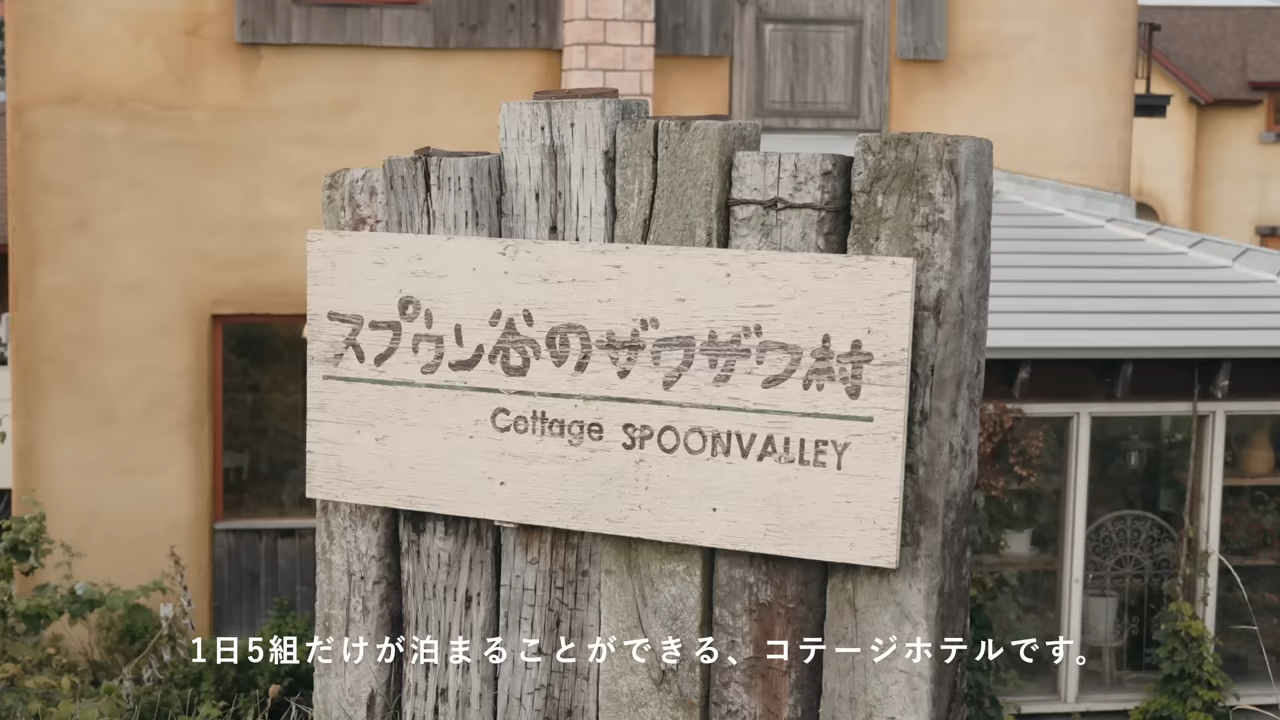 スプウン谷のザワザワ村
Cottage SPOONVALLEY
1日5組だけが泊まることができる、コテージホテルです。